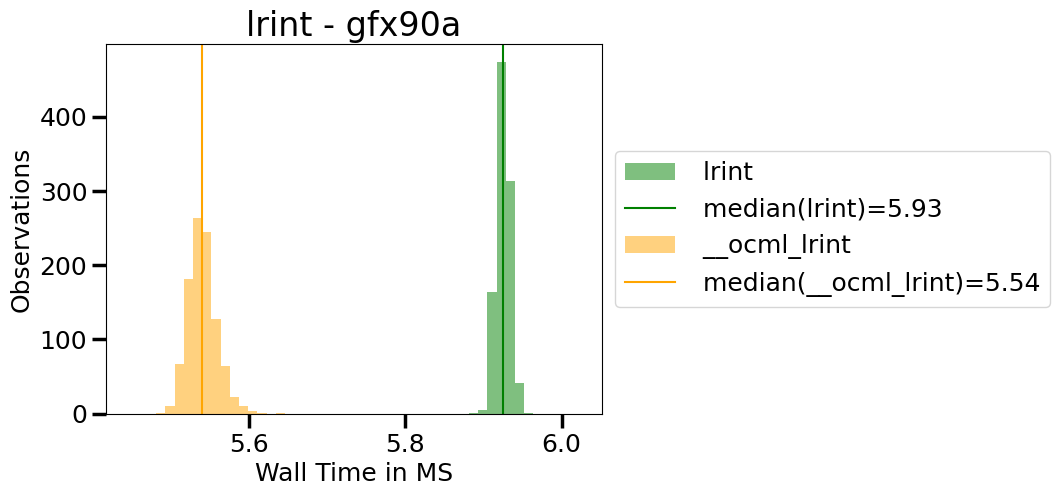 lrint - gfx90a
Observations
400
300
200
100
0
5.6 5.8 6.0
Wall Time in MS
lrint
median(lrint)=5.93
__ocml_lrint
median(__ocml_lrint)=5.54